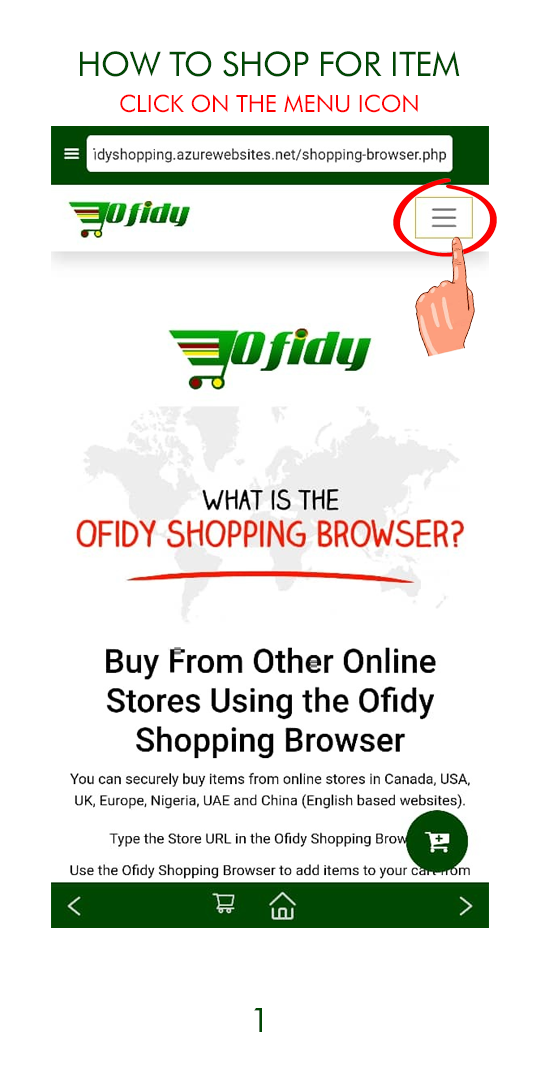 HOW TO SHOP FOR ITEM
CLICK ON THE MENU ICON
idyshopping.azurewebsites.net/shopping-browser.php
Ofidy
Ofidy
WHAT IS THE
OFIDY SHOPPING BROWSER?
Buy From Other Online
Stores Using the Ofidy
Shopping Browser
You can securely buy items from online stores in Canada, USA,
UK, Europe, Nigeria, UAE and China (English based websites).
Type the Store URL in the Ofidy Shopping Brow
Use the Ofidy Shopping Browser to add items to your cart from
1